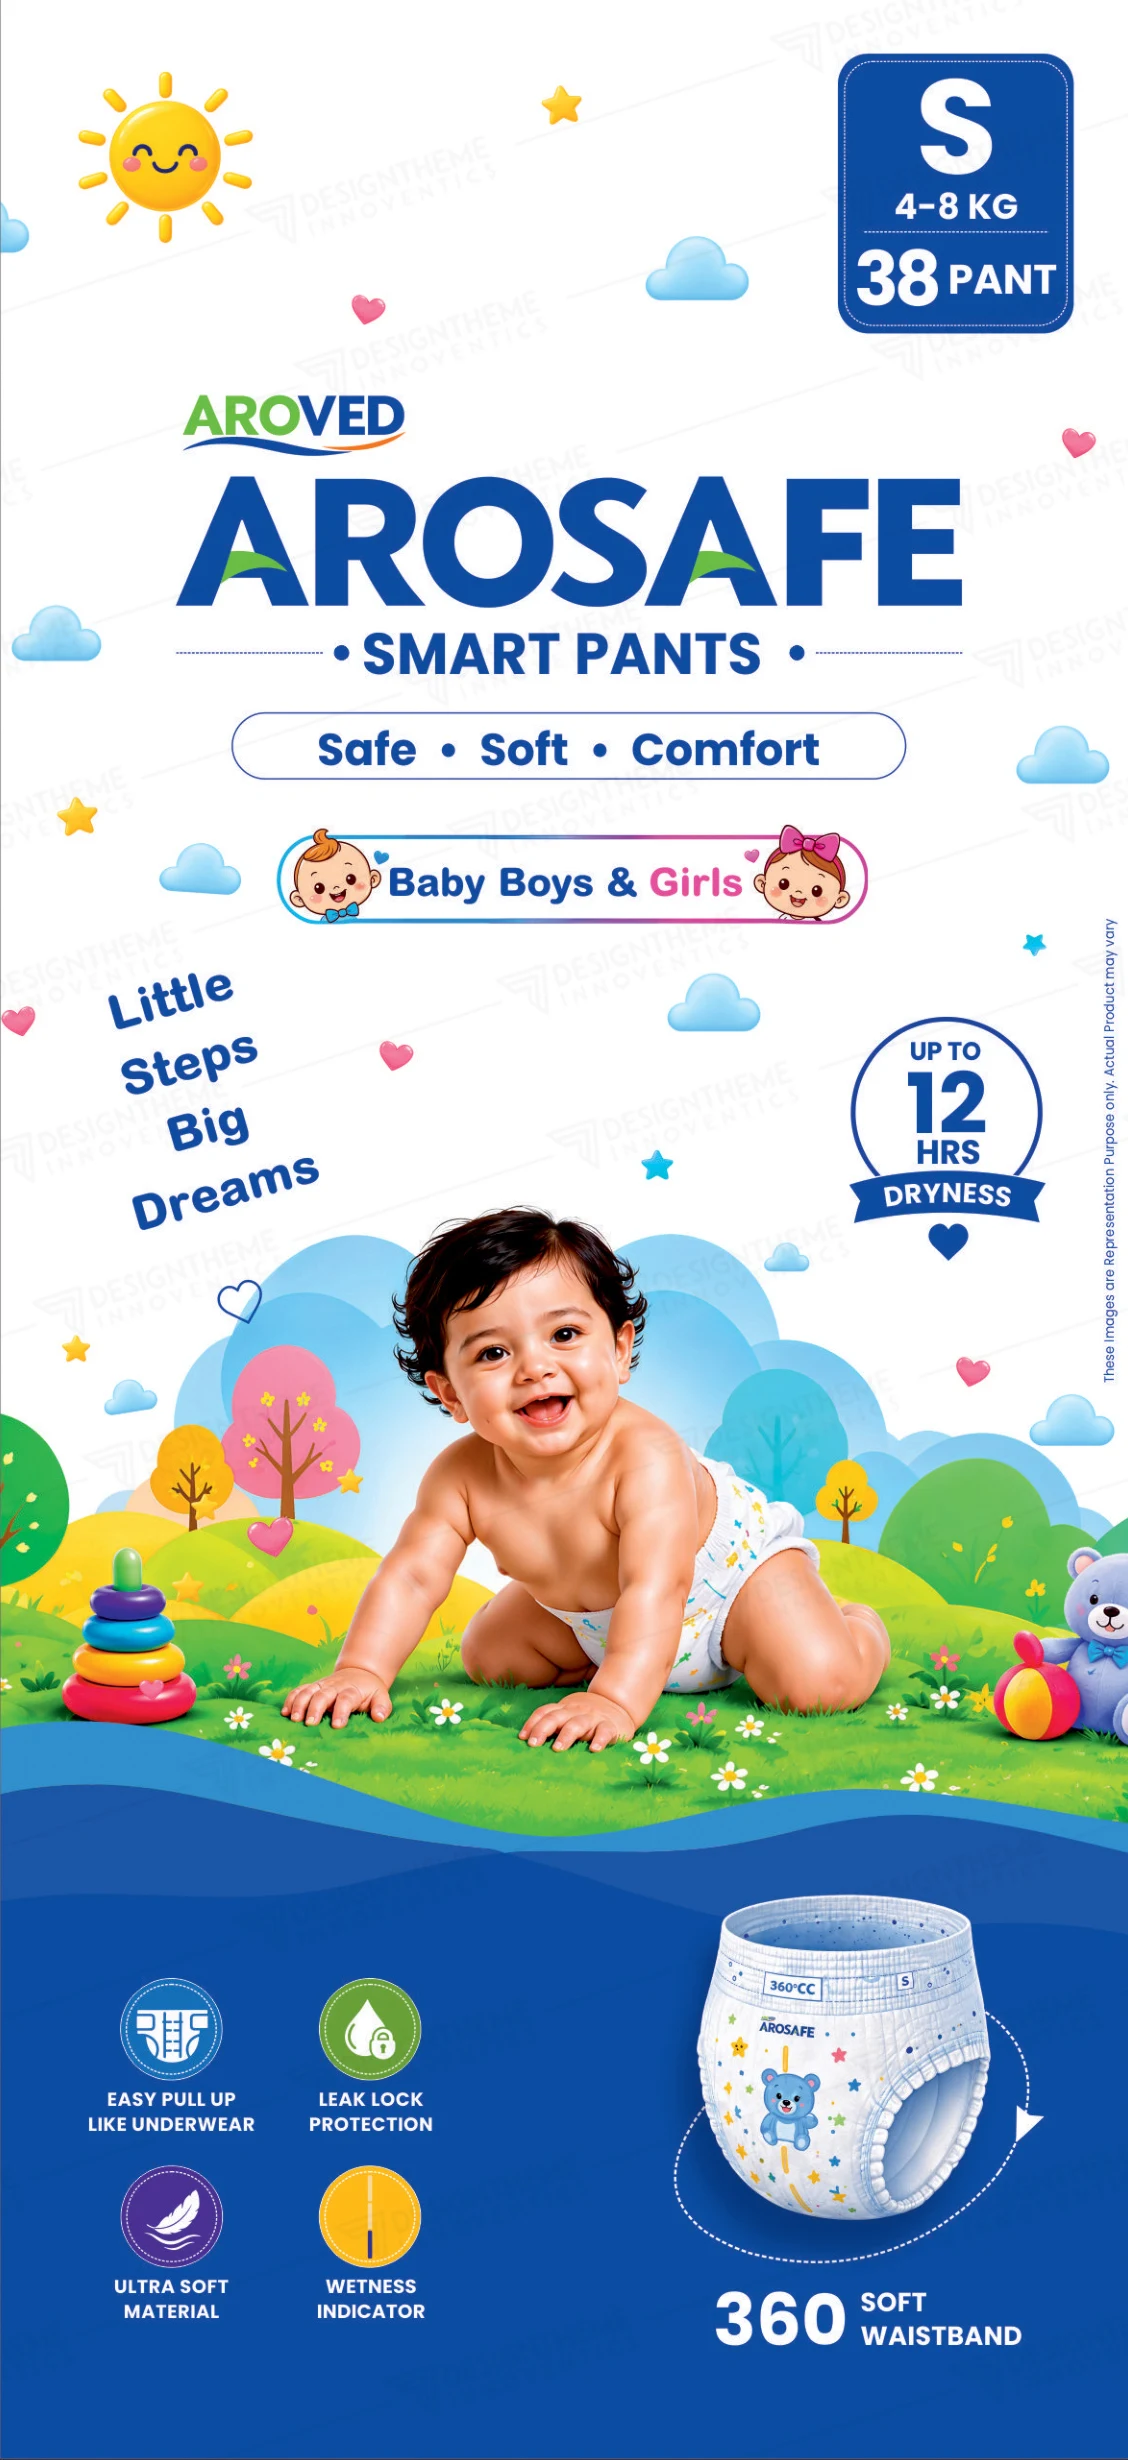 S
4-8 KG
38 PANT
AROVED
AROSAFE
• SMART PANTS •
Safe • Soft • Comfort
Baby Boys & Girls
Little
Steps
Big
Dreams
UP TO
12
HRS
DRYNESS
These Images are Representation Purpose only. Actual Product may vary
360°CC
S
AROSAFE
EASY PULL UP
LIKE UNDERWEAR
LEAK LOCK
PROTECTION
ULTRA SOFT
MATERIAL
WETNESS
INDICATOR
360 SOFT
WAISTBAND
DESIGNTHEME
INNOVENTICS